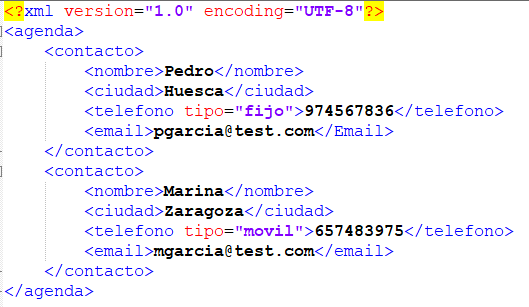 <?xml version="1.0" encoding="UTF-8"?>
<agenda>
<contacto>
<nombre>Pedro</nombre>
<ciudad>Huesca</ciudad>
<telefono tipo="fijo">974567836</telefono>
<email>pgarcia@test.com</Email>
</contacto>
<contacto>
<nombre>Marina</nombre>
<ciudad>Zaragoza</ciudad>
<telefono tipo="movil">657483975</telefono>
<email>mgarcia@test.com</email>
</contacto>
</agenda>